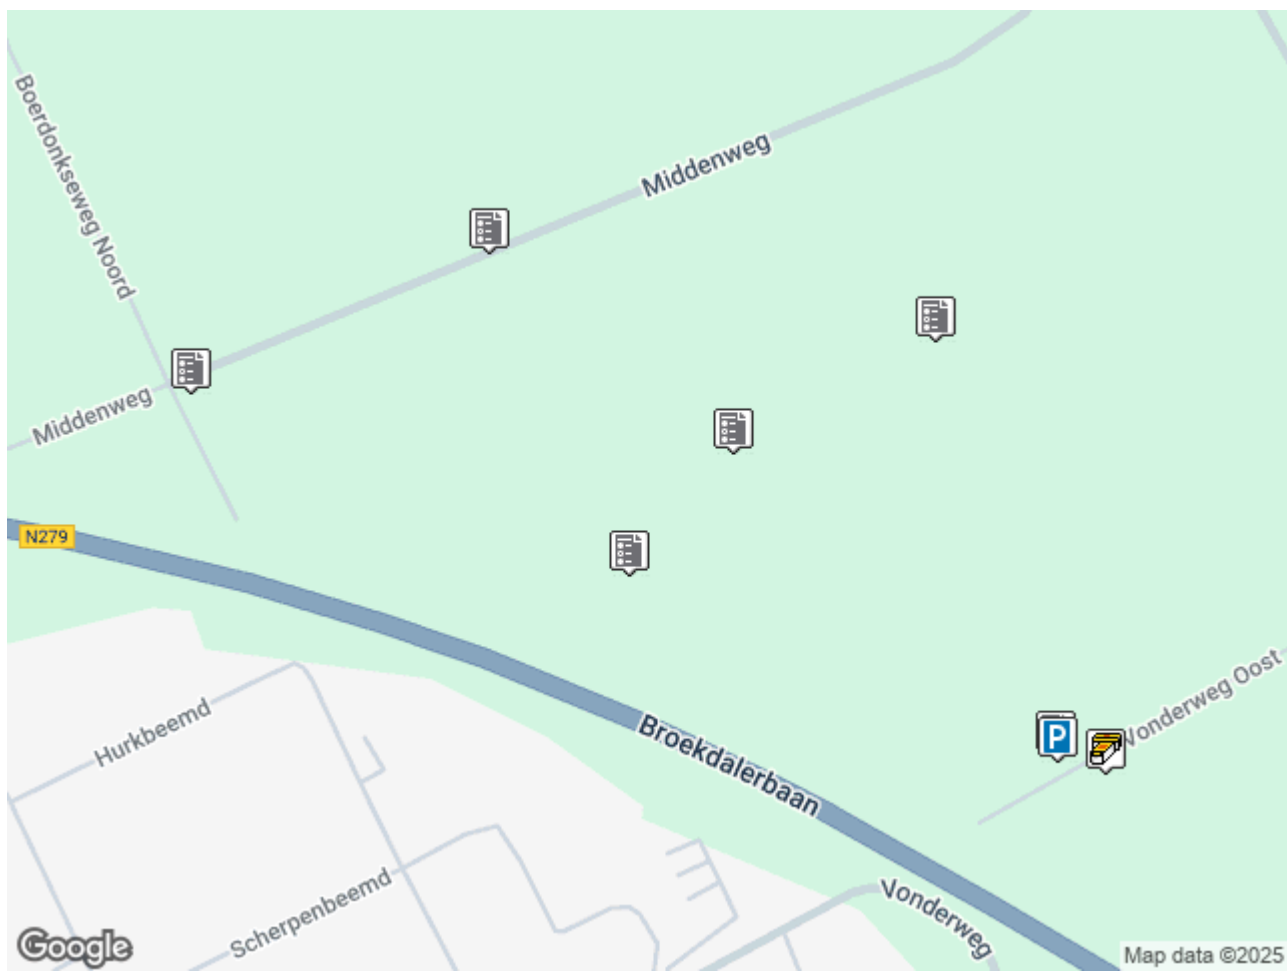 Boerdonkseweg Noord
Middenweg
Middenweg
N279
Vonderweg Oost
Hurkbeemd
Broekdalerbaan
P
Scherpenbeemd
Vonderweg
Google
Map data ©2025